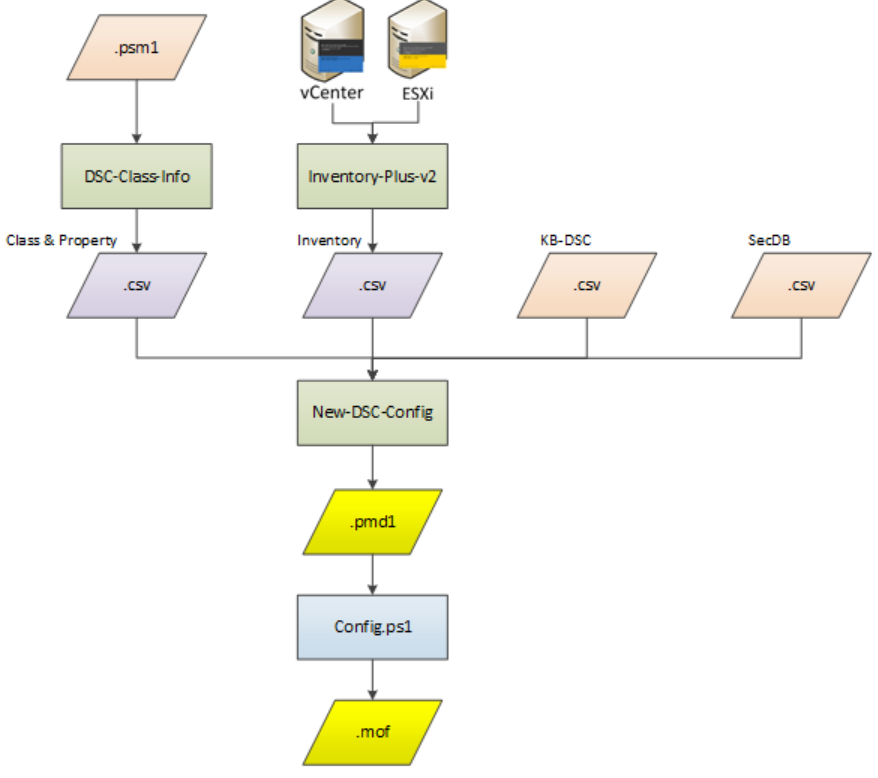 .psm1
vCenter
ESXi
DSC-Class-Info
Inventory-Plus-v2
Class & Property
Inventory
KB-DSC
SecDB
.csv
.csv
.csv
.csv
New-DSC-Config
.pmd1
Config.ps1
.mof